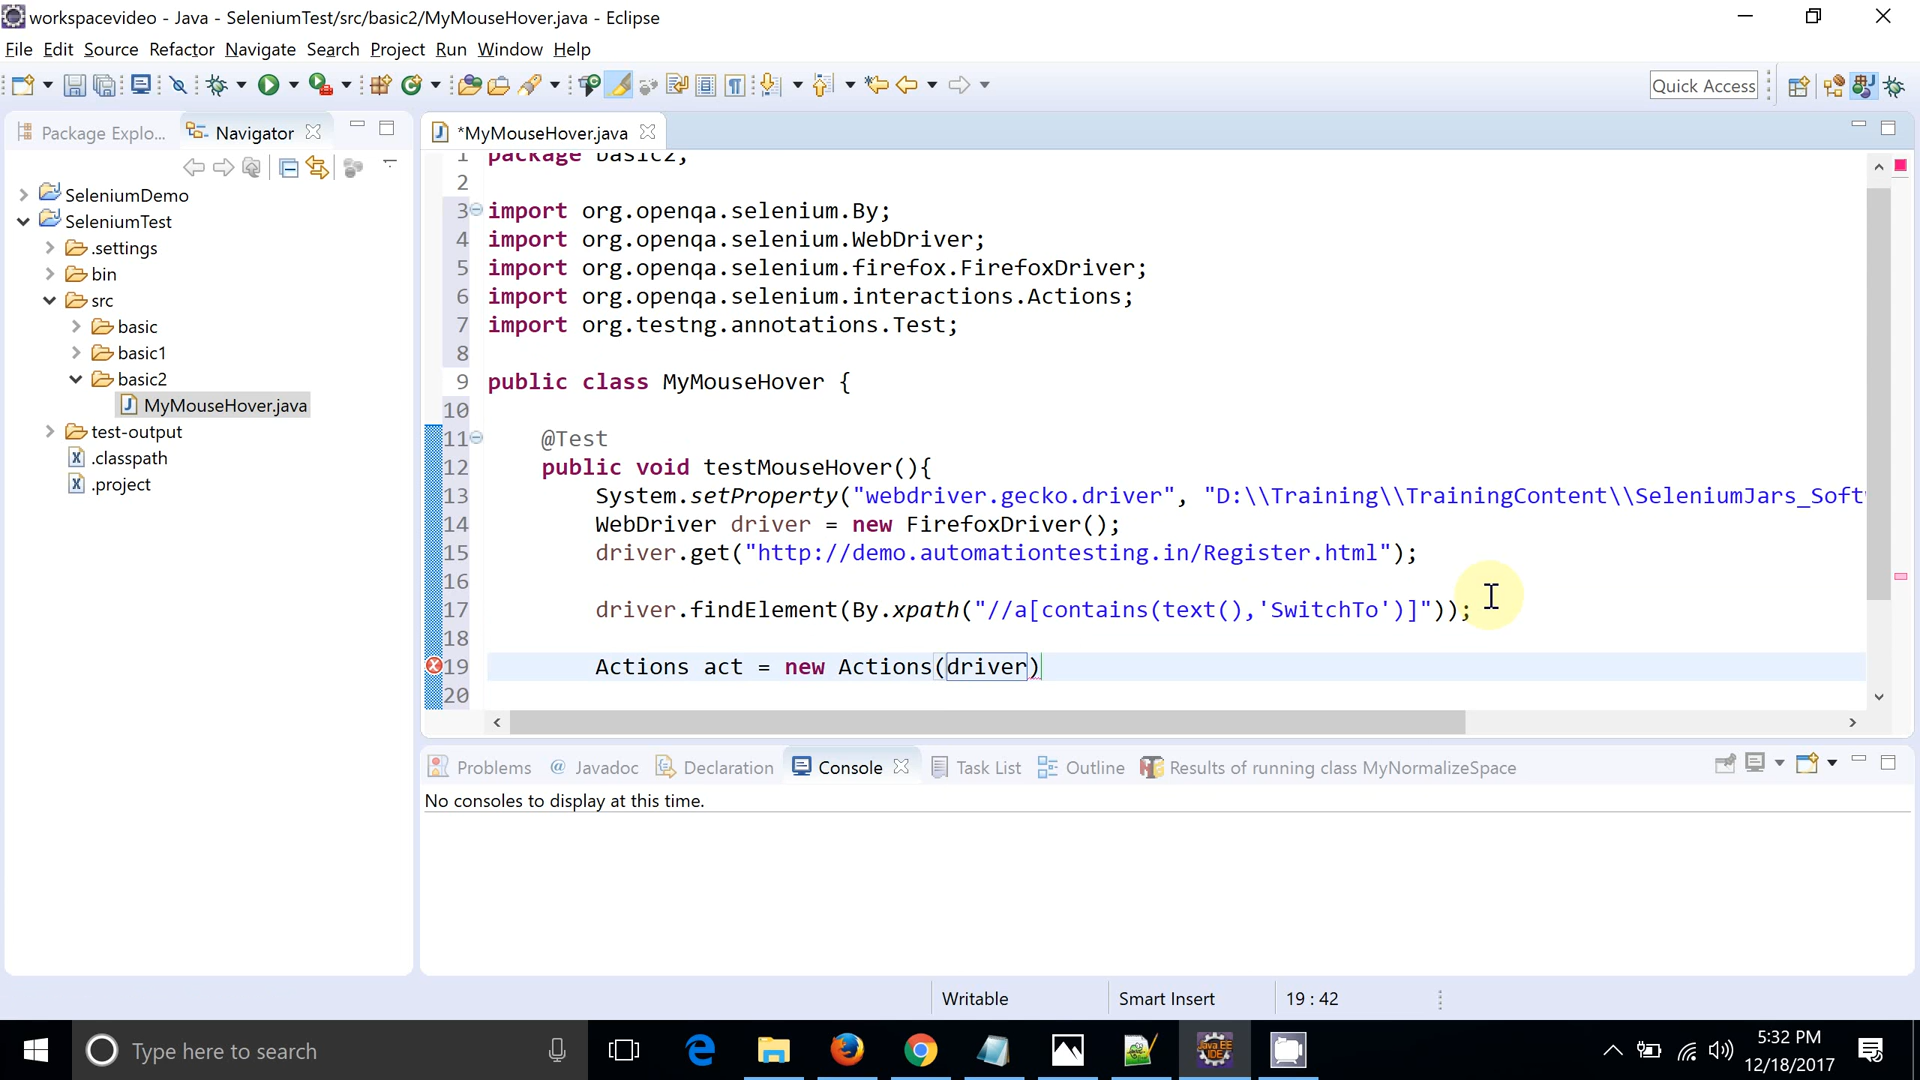 workspacevideo - Java - SeleniumTest/src/basic2/MyMouseHover.java - Eclipse
File Edit Source Refactor Navigate Search Project Run Window Help
Quick Access
Package Explo...
Navigator
*MyMouseHover.java
SeleniumDemo
SeleniumTest
.settings
bin
src
basic
basic1
basic2
MyMouseHover.java
test-output
.classpath
.project
1 package basic2;
2
3 import org.openqa.selenium.By;
4 import org.openqa.selenium.WebDriver;
5 import org.openqa.selenium.firefox.FirefoxDriver;
6 import org.openqa.selenium.interactions.Actions;
7 import org.testng.annotations.Test;
8
9 public class MyMouseHover {
10
11 @Test
12 public void testMouseHover(){
13 System.setProperty("webdriver.gecko.driver", "D:\\Training\\TrainingContent\\SeleniumJars_Soft
14 WebDriver driver = new FirefoxDriver();
15 driver.get("http://demo.automationtesting.in/Register.html");
16
17 driver.findElement(By.xpath("//a[contains(text(),'SwitchTo')]"));
18
19 Actions act = new Actions(driver)
20
Problems @ Javadoc Declaration Console Task List Outline Results of running class MyNormalizeSpace
No consoles to display at this time.
Writable Smart Insert 19 : 42
Type here to search
Java EE
IDE
5:32 PM
12/18/2017